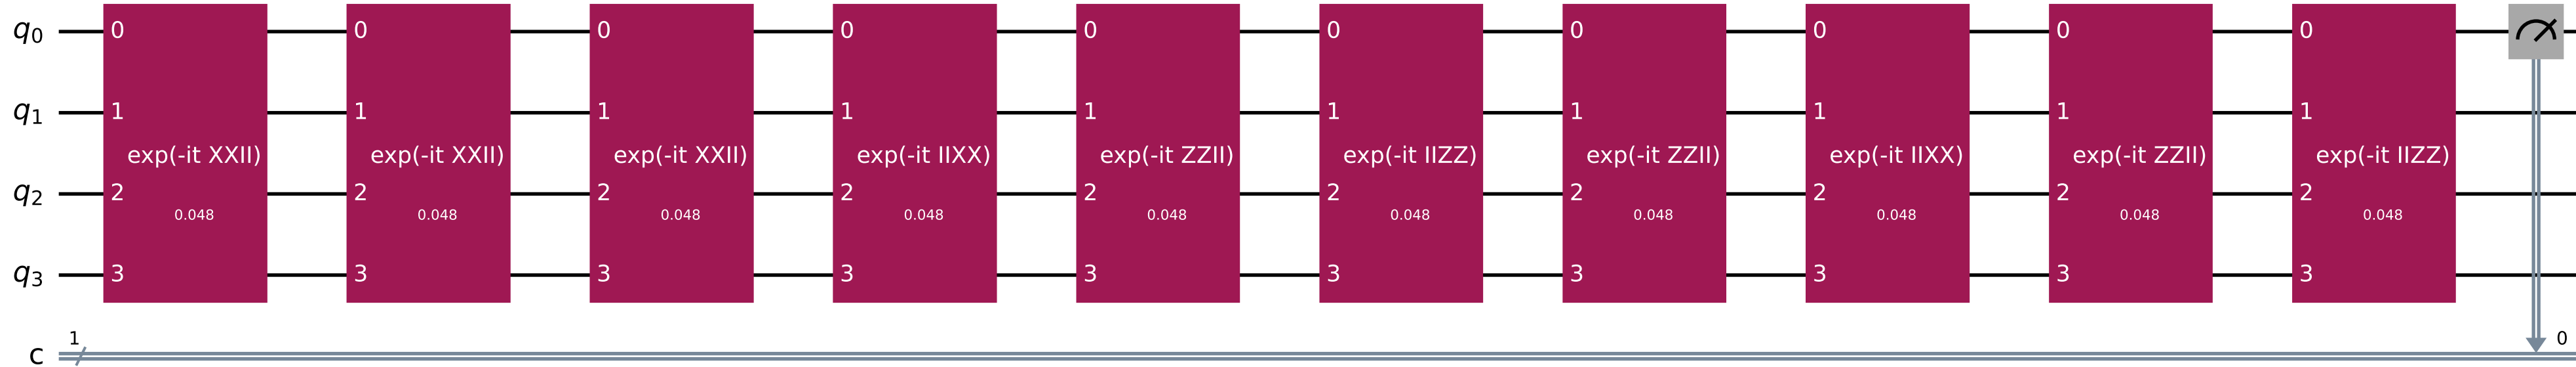 q0 0 0 0 0 0 0 0 0 0 0
q1 1 1 1 1 1 1 1 1 1 1
exp(-it XXII) exp(-it XXII) exp(-it XXII) exp(-it IIXX) exp(-it ZZII) exp(-it IIZZ) exp(-it ZZII) exp(-it IIXX) exp(-it ZZII) exp(-it IIZZ)
q2 2 2 2 2 2 2 2 2 2 2
0.048 0.048 0.048 0.048 0.048 0.048 0.048 0.048 0.048 0.048
q3 3 3 3 3 3 3 3 3 3 3
1 0
c